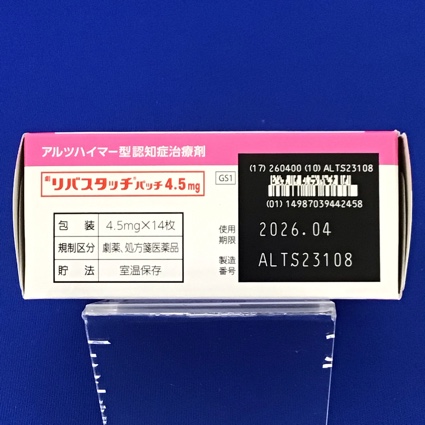 アルツハイマー型認知症治療剤
劇 リバスタッチ®パッチ4.5mg
GS1
(17) 260400 (10) ALTS23108
(01) 14987039442458
包装 4.5mg×14枚
規制区分 劇薬、処方箋医薬品
貯法 室温保存
使用期限 2026.04
製造番号 ALTS23108